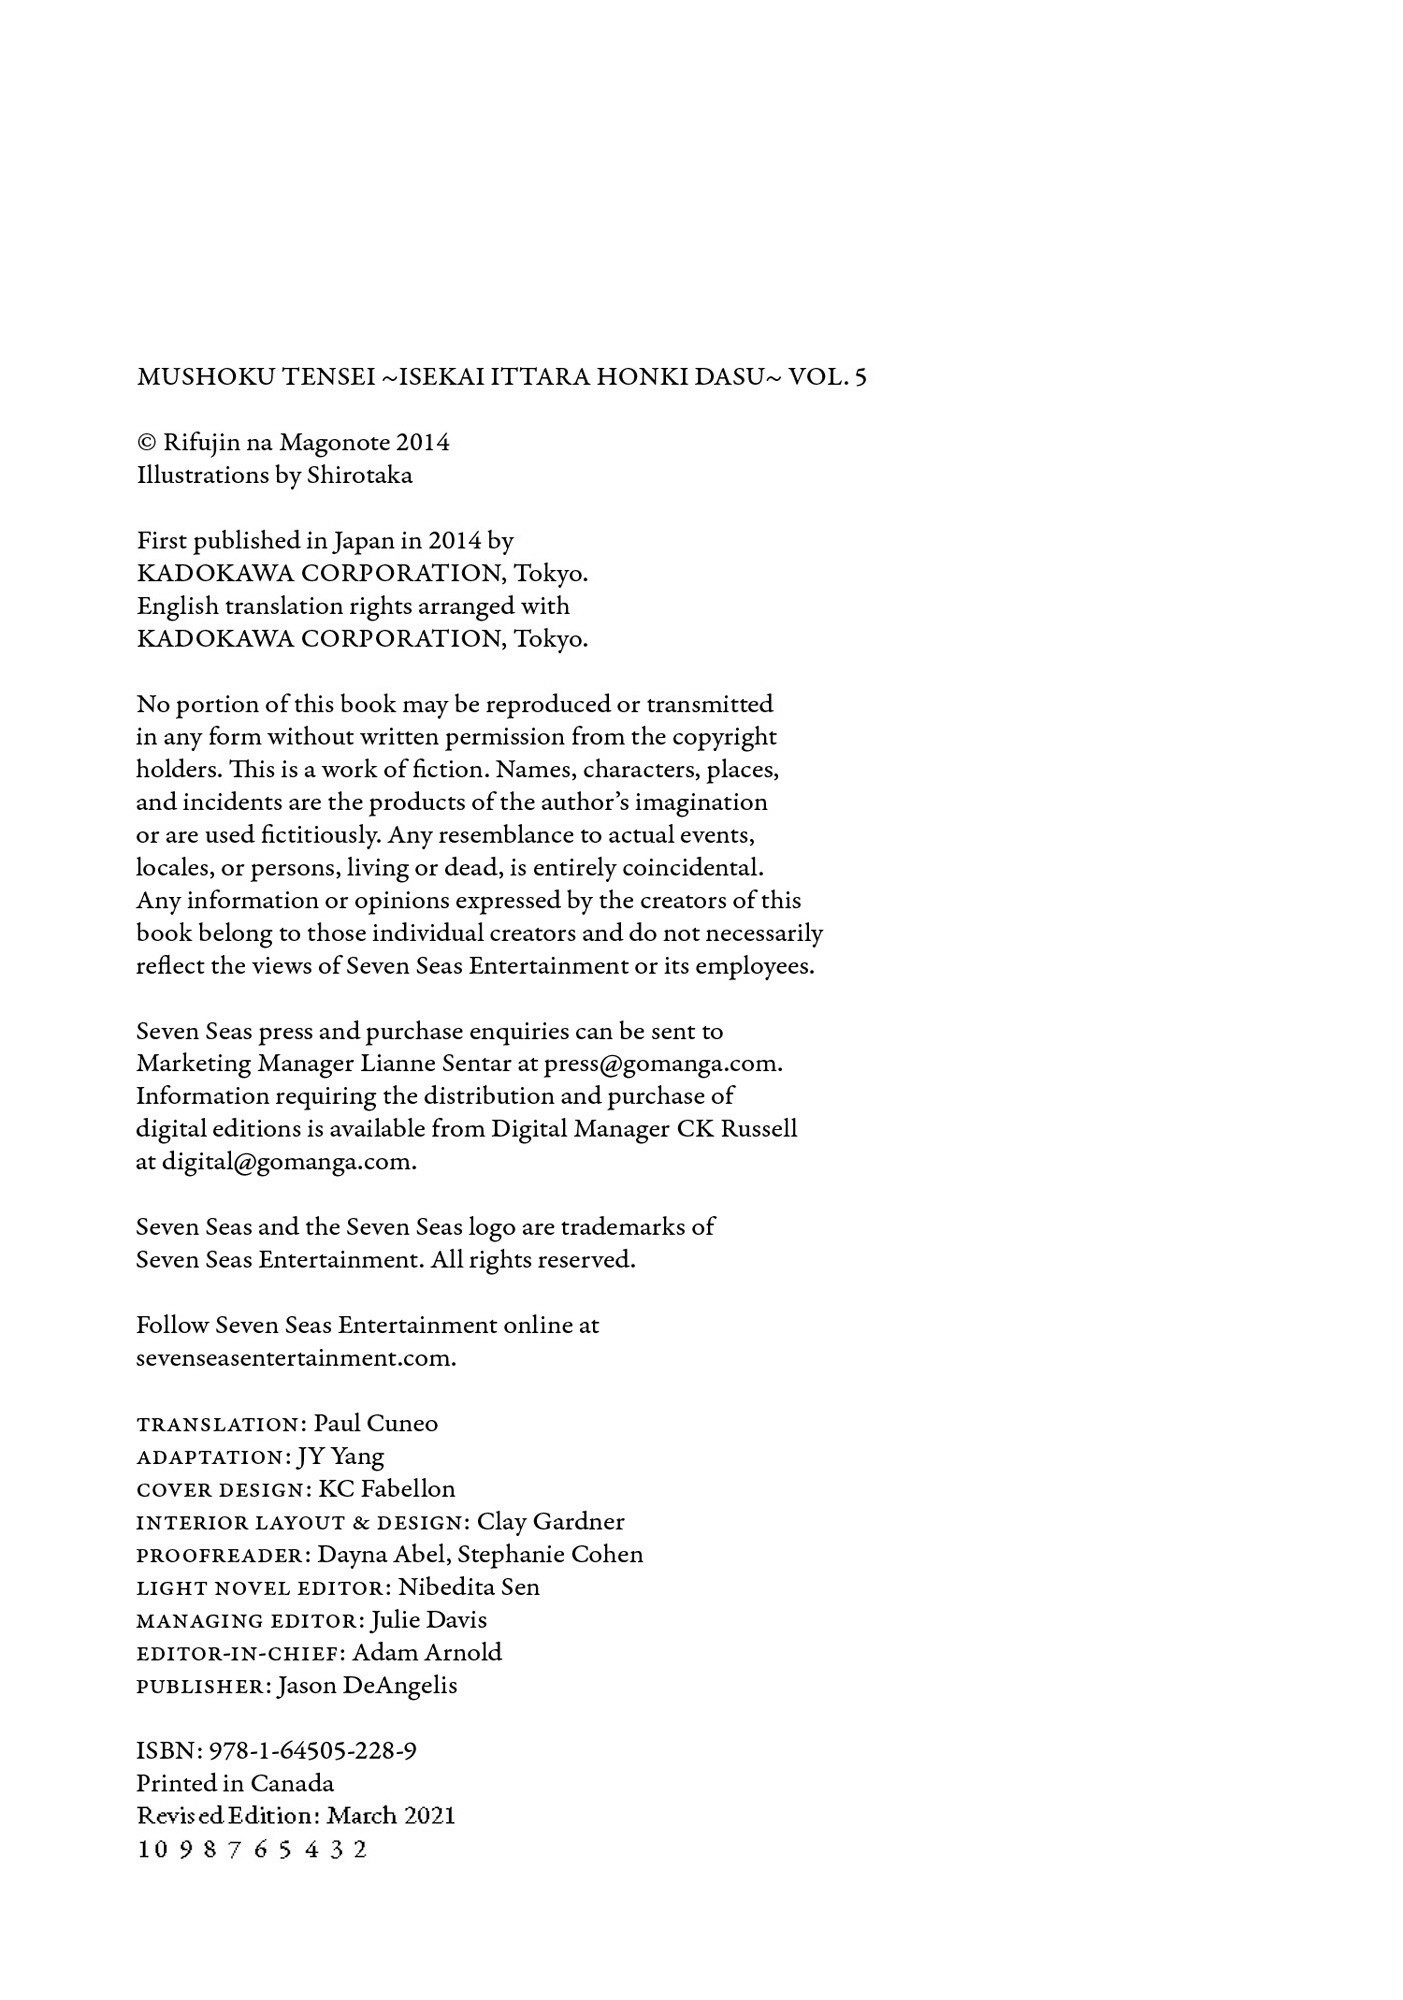 MUSHOKU TENSEI ~ISEKAI ITTARA HONKI DASU~ VOL. 5
© Rifujin na Magonote 2014
Illustrations by Shirotaka
First published in Japan in 2014 by
KADOKAWA CORPORATION, Tokyo.
English translation rights arranged with
KADOKAWA CORPORATION, Tokyo.
No portion of this book may be reproduced or transmitted
in any form without written permission from the copyright
holders. This is a work of fiction. Names, characters, places,
and incidents are the products of the author’s imagination
or are used fictitiously. Any resemblance to actual events,
locales, or persons, living or dead, is entirely coincidental.
Any information or opinions expressed by the creators of this
book belong to those individual creators and do not necessarily
reflect the views of Seven Seas Entertainment or its employees.
Seven Seas press and purchase enquiries can be sent to
Marketing Manager Lianne Sentar at press@gomanga.com.
Information requiring the distribution and purchase of
digital editions is available from Digital Manager CK Russell
at digital@gomanga.com.
Seven Seas and the Seven Seas logo are trademarks of
Seven Seas Entertainment. All rights reserved.
Follow Seven Seas Entertainment online at
sevenseasentertainment.com.
TRANSLATION: Paul Cuneo
ADAPTATION: JY Yang
COVER DESIGN: KC Fabellon
INTERIOR LAYOUT & DESIGN: Clay Gardner
PROOFREADER: Dayna Abel, Stephanie Cohen
LIGHT NOVEL EDITOR: Nibedita Sen
MANAGING EDITOR: Julie Davis
EDITOR-IN-CHIEF: Adam Arnold
PUBLISHER: Jason DeAngelis
ISBN: 978-1-64505-228-9
Printed in Canada
Revised Edition: March 2021
10 9 8 7 6 5 4 3 2